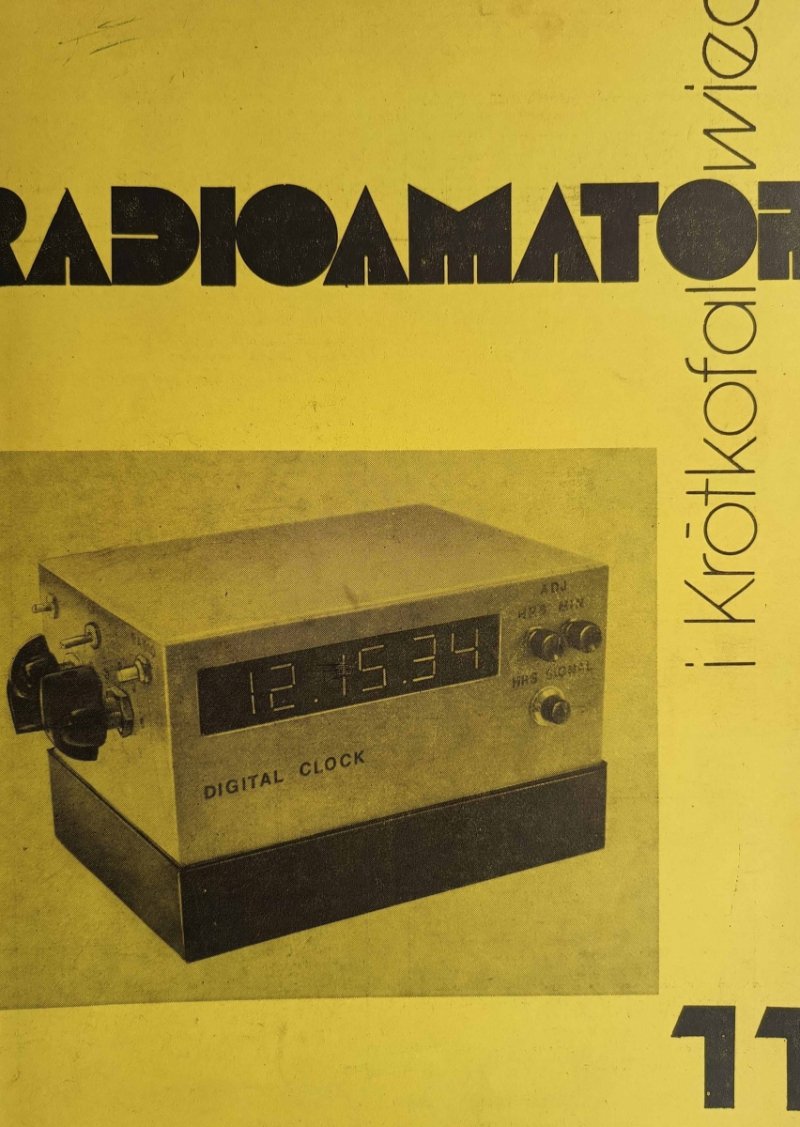 RADIOAMATOR
i Krótkofalowiec
ADJ
HRS MIN
12.15.34
HRS SIGNAL
DIGITAL CLOCK
11